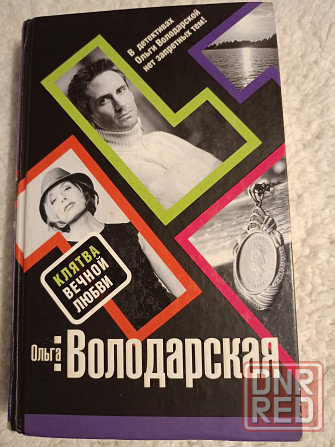 В детективах
Ольги Володарской
нет запретных тем!
КЛЯТВА
ВЕЧНОЙ
ЛЮБВИ
Ольга
Володарская
DNR
RED